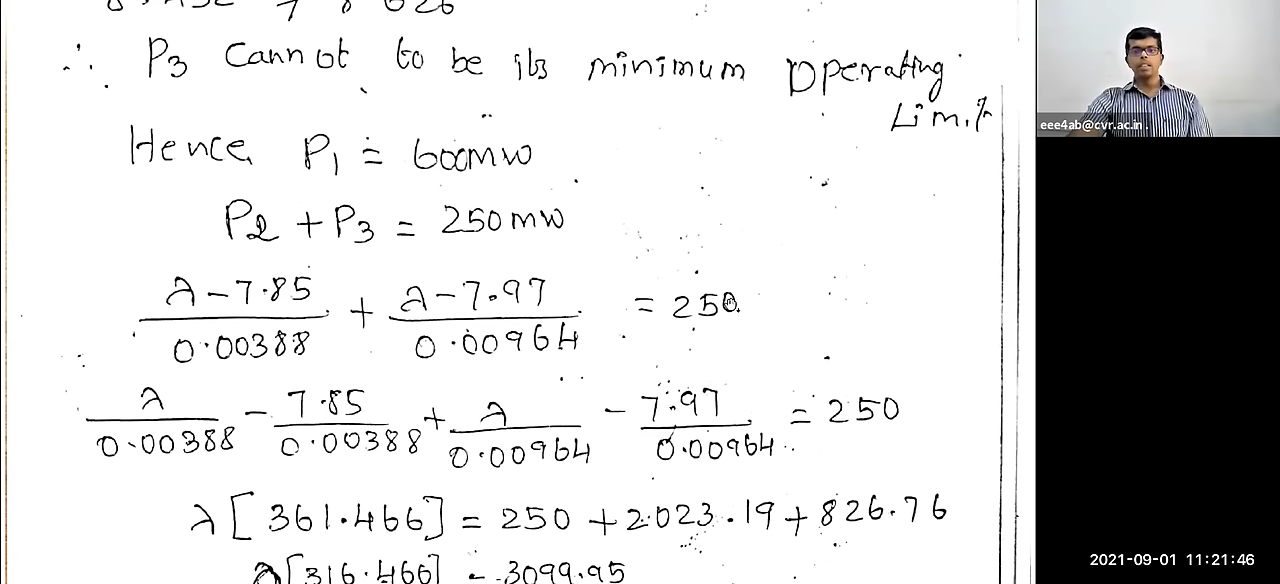 ∴ P3 Cannot to be its minimum operating
Limit
Hence P1 = 600MW
P2 + P3 = 250MW
λ-7.85/0.00388 + λ-7.97/0.00964 = 250
λ/0.00388 - 7.85/0.00388 + λ/0.00964 - 7.97/0.00964 = 250
λ[361.466] = 250 + 2023.19 + 826.76
λ[316.466] = 3099.95
eee4ab@cvr.ac.in
2021-09-01 11:21:46